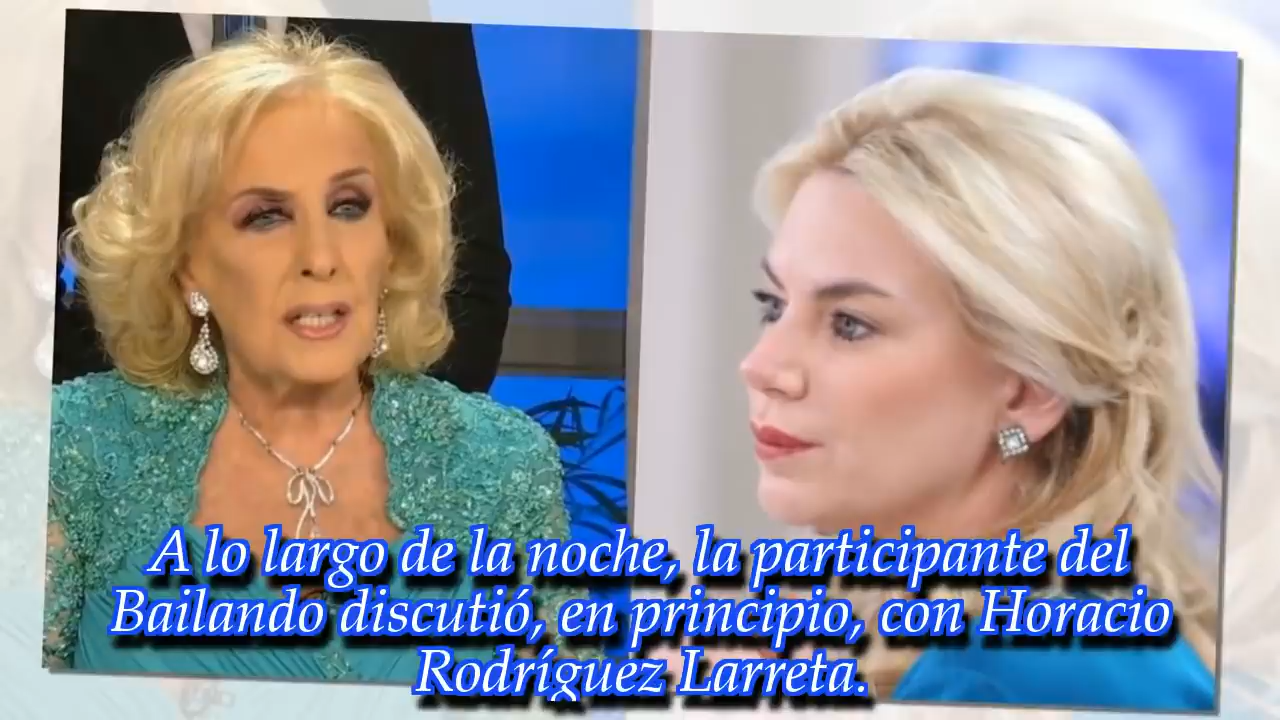 A lo largo de la noche, la participante del
Bailando discutió, en principio, con Horacio
Rodríguez Larreta.